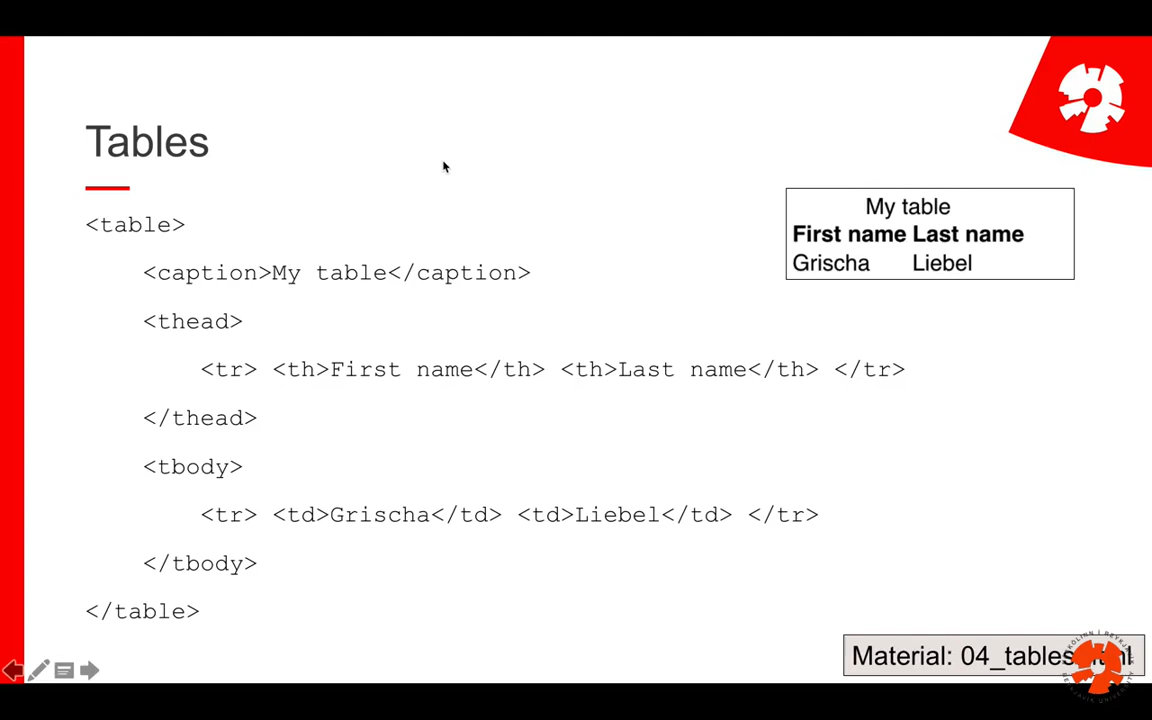 Tables
<table>
<caption>My table</caption>
<thead>
<tr> <th>First name</th> <th>Last name</th> </tr>
</thead>
<tbody>
<tr> <td>Grischa</td> <td>Liebel</td> </tr>
</tbody>
</table>
My table
First name Last name
Grischa Liebel
Material: